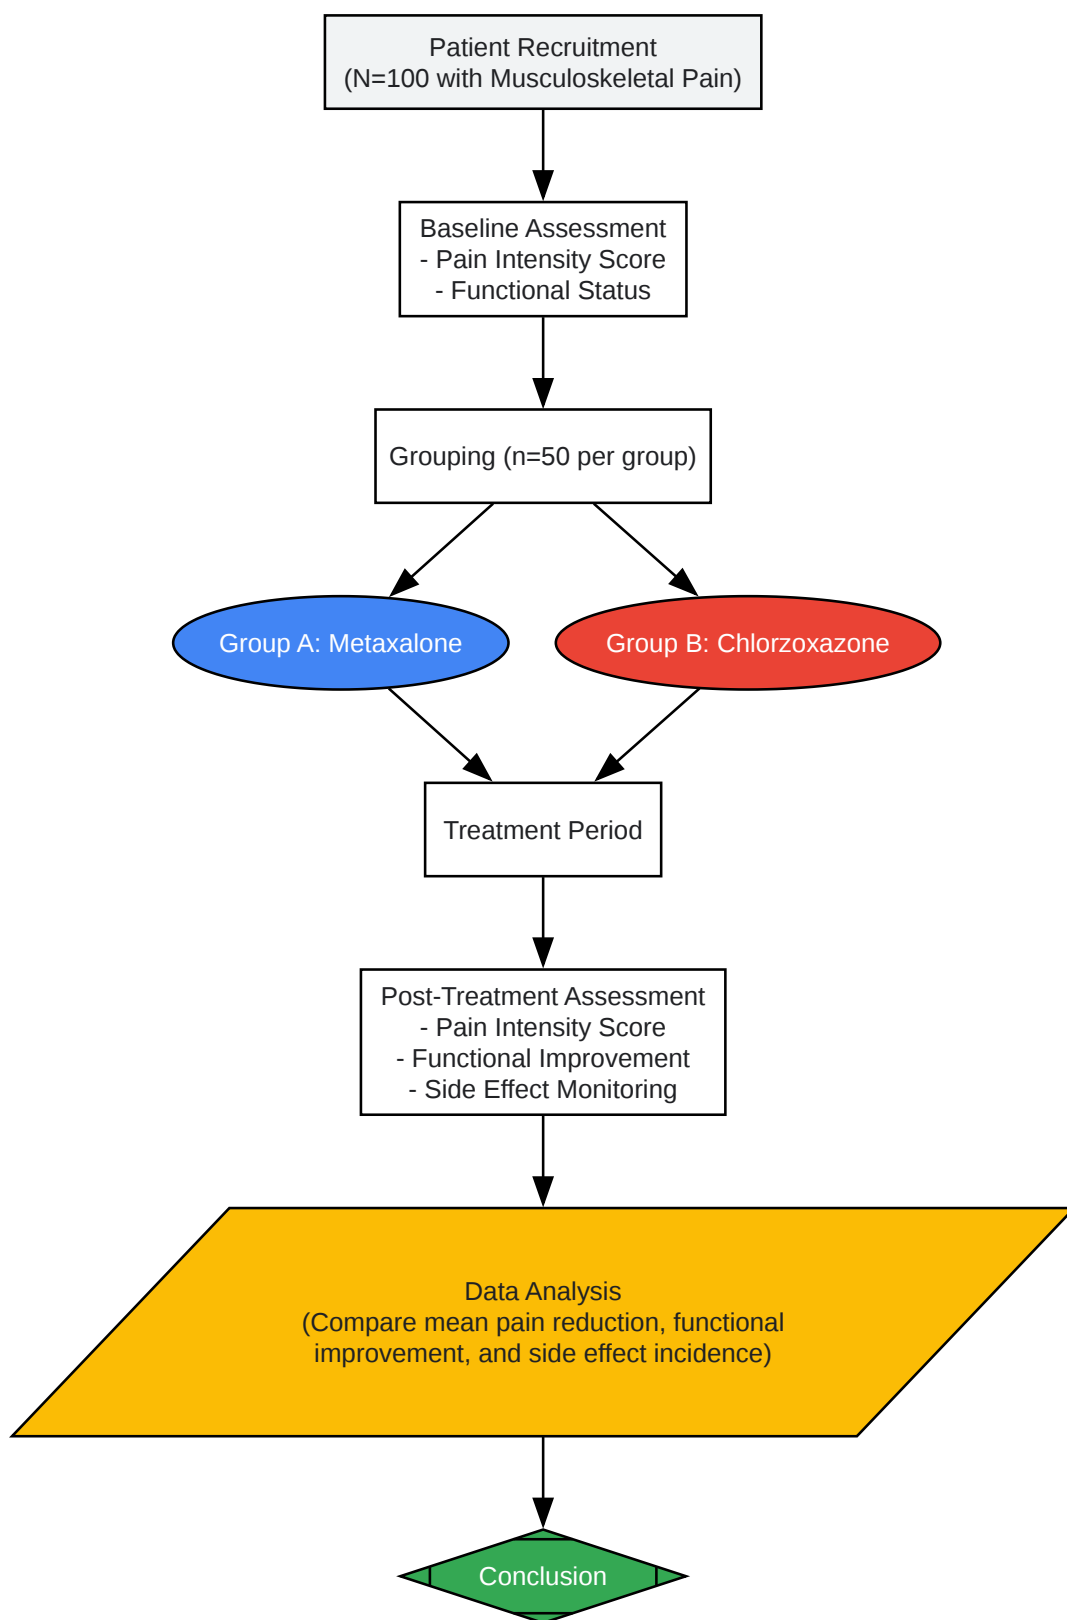 Patient Recruitment
(N=100 with Musculoskeletal Pain)
Baseline Assessment
- Pain Intensity Score
- Functional Status
Grouping (n=50 per group)
Group A: Metaxalone
Group B: Chlorzoxazone
Treatment Period
Post-Treatment Assessment
- Pain Intensity Score
- Functional Improvement
- Side Effect Monitoring
Data Analysis
(Compare mean pain reduction, functional
improvement, and side effect incidence)
Conclusion